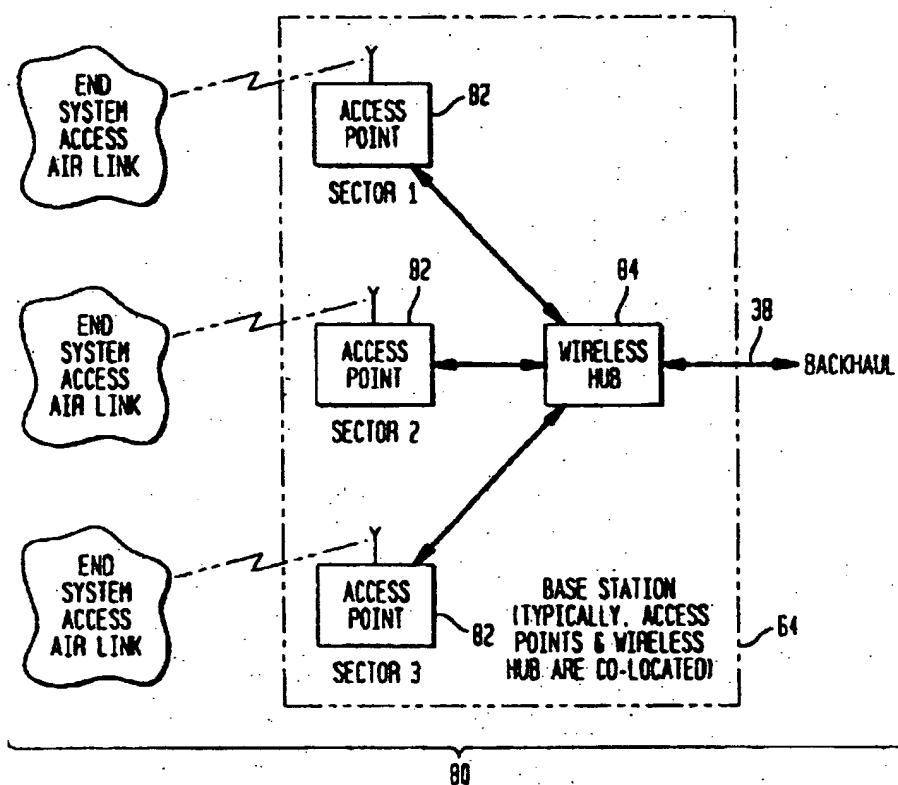 END
SYSTEM
ACCESS
AIR LINK
ACCESS
POINT
82
SECTOR 1
END
SYSTEM
ACCESS
AIR LINK
82
ACCESS
POINT
SECTOR 2
84
WIRELESS
HUB
38
BACKHAUL
END
SYSTEM
ACCESS
AIR LINK
ACCESS
POINT
82
SECTOR 3
BASE STATION
(TYPICALLY, ACCESS
POINTS & WIRELESS
HUB ARE CO-LOCATED)
64
80